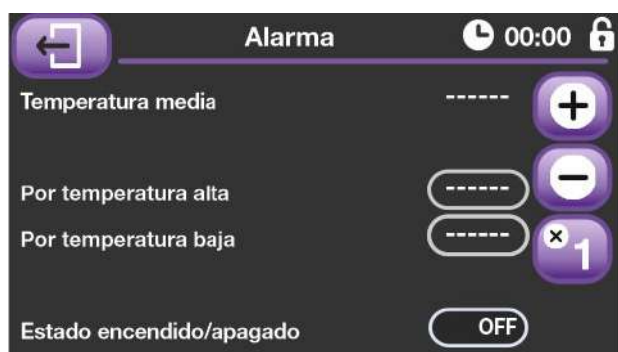 Alarma 00:00
Temperatura media ------
+
−
Por temperatura alta ------
Por temperatura baja ------
×1
Estado encendido/apagado OFF